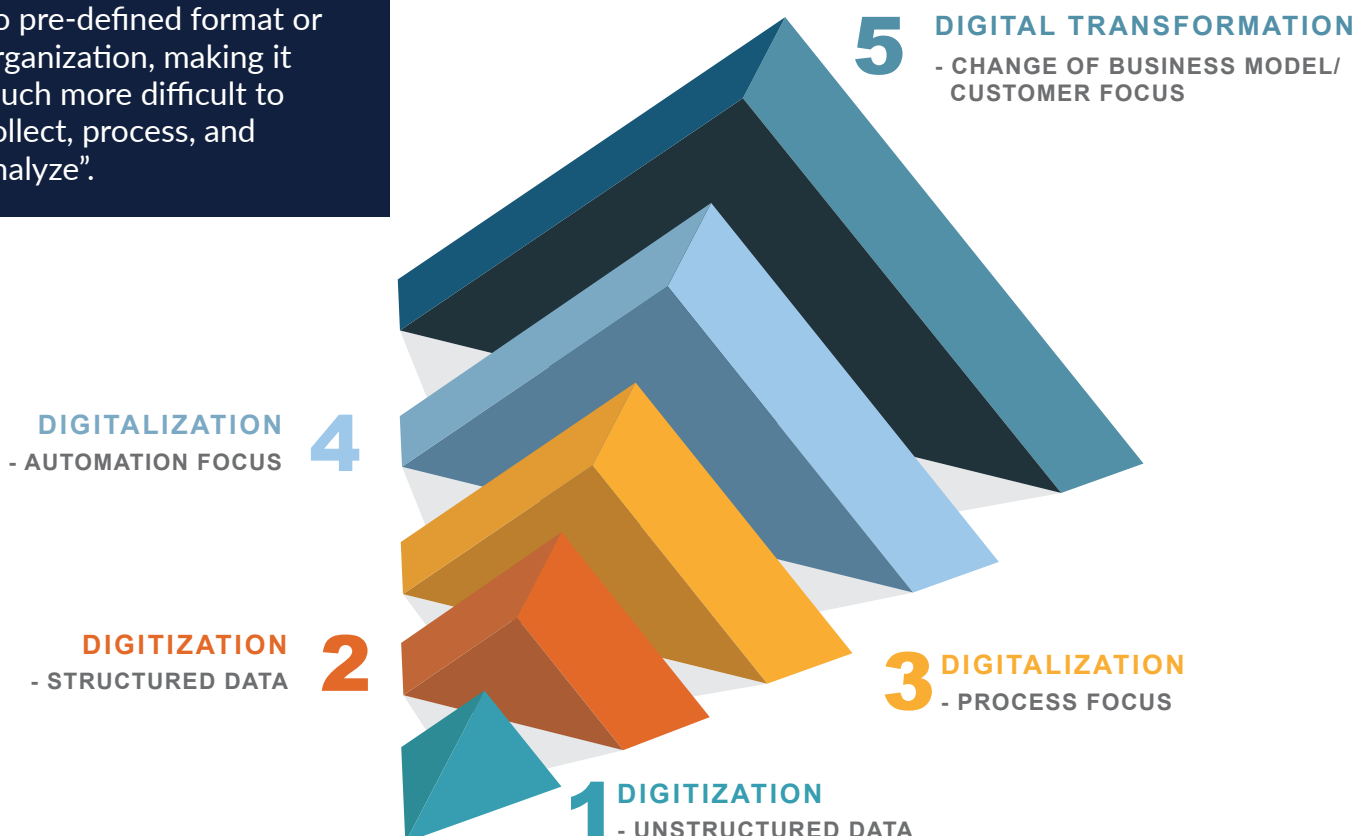 o pre-defined format or
rganization, making it
uch more difficult to
ollect, process, and
nalyze”.
5 DIGITAL TRANSFORMATION
- CHANGE OF BUSINESS MODEL/
CUSTOMER FOCUS
DIGITALIZATION 4
- AUTOMATION FOCUS
DIGITIZATION 2
- STRUCTURED DATA
3 DIGITALIZATION
- PROCESS FOCUS
1 DIGITIZATION
- UNSTRUCTURED DATA